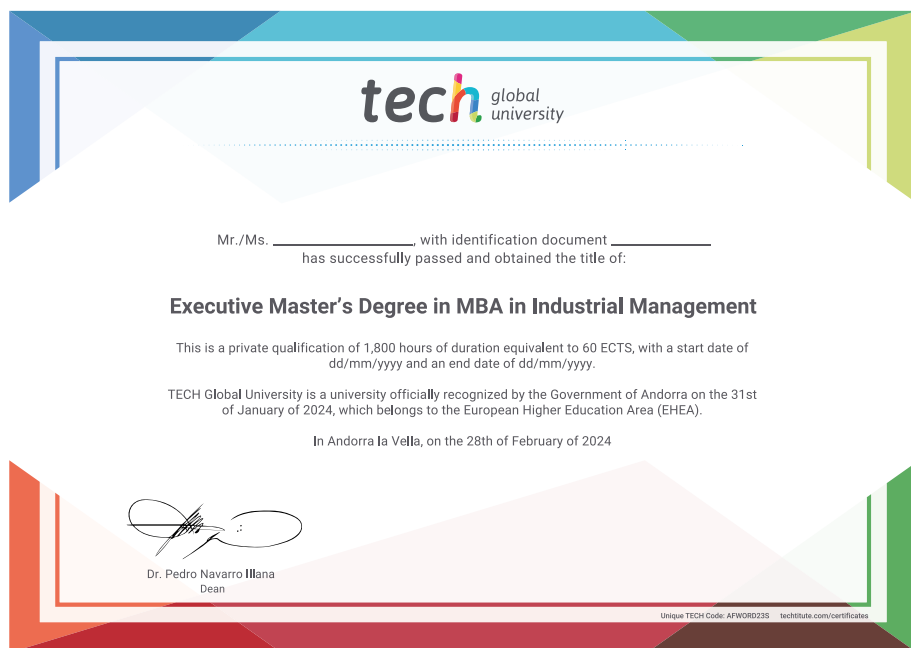 tech global
university
Mr./Ms. ____________________, with identification document ______________
has successfully passed and obtained the title of:
Executive Master's Degree in MBA in Industrial Management
This is a private qualification of 1,800 hours of duration equivalent to 60 ECTS, with a start date of
dd/mm/yyyy and an end date of dd/mm/yyyy.
TECH Global University is a university officially recognized by the Government of Andorra on the 31st
of January of 2024, which belongs to the European Higher Education Area (EHEA).
In Andorra la Vella, on the 28th of February of 2024
Dr. Pedro Navarro Illana
Dean
Unique TECH Code: AFWORD23S techtitute.com/certificates